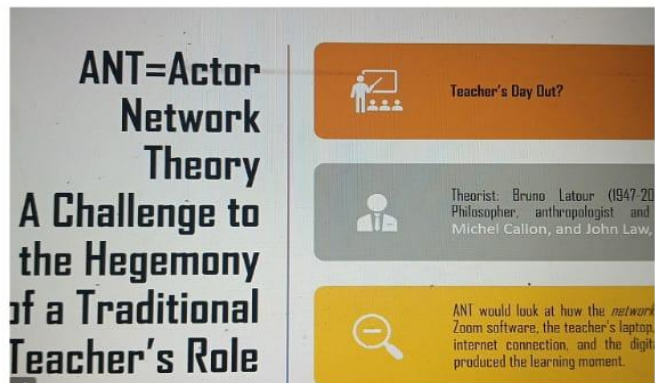 ANT=Actor
Network
Theory
A Challenge to
the Hegemony
of a Traditional
Teacher's Role
Teacher's Day Out?
Theorist: Bruno Latour (1947-20
Philosopher, anthropologist and
Michel Callon, and John Law,
ANT would look at how the network
Zoom software, the teacher's laptop,
internet connection, and the digit
produced the learning moment.